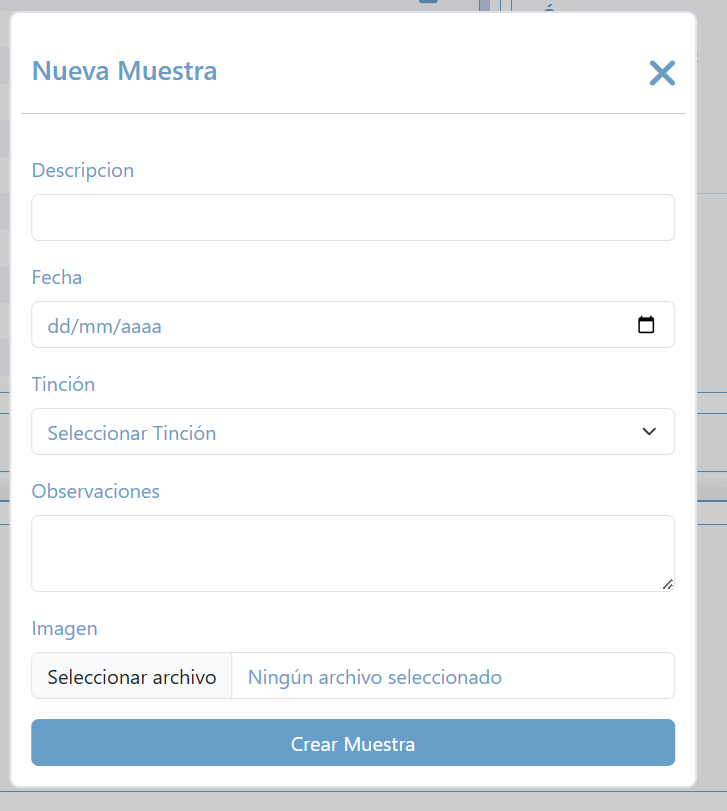 Nueva Muestra
Descripcion
Fecha
dd/mm/aaaa
Tinción
Seleccionar Tinción
Observaciones
Imagen
Seleccionar archivo Ningún archivo seleccionado
Crear Muestra